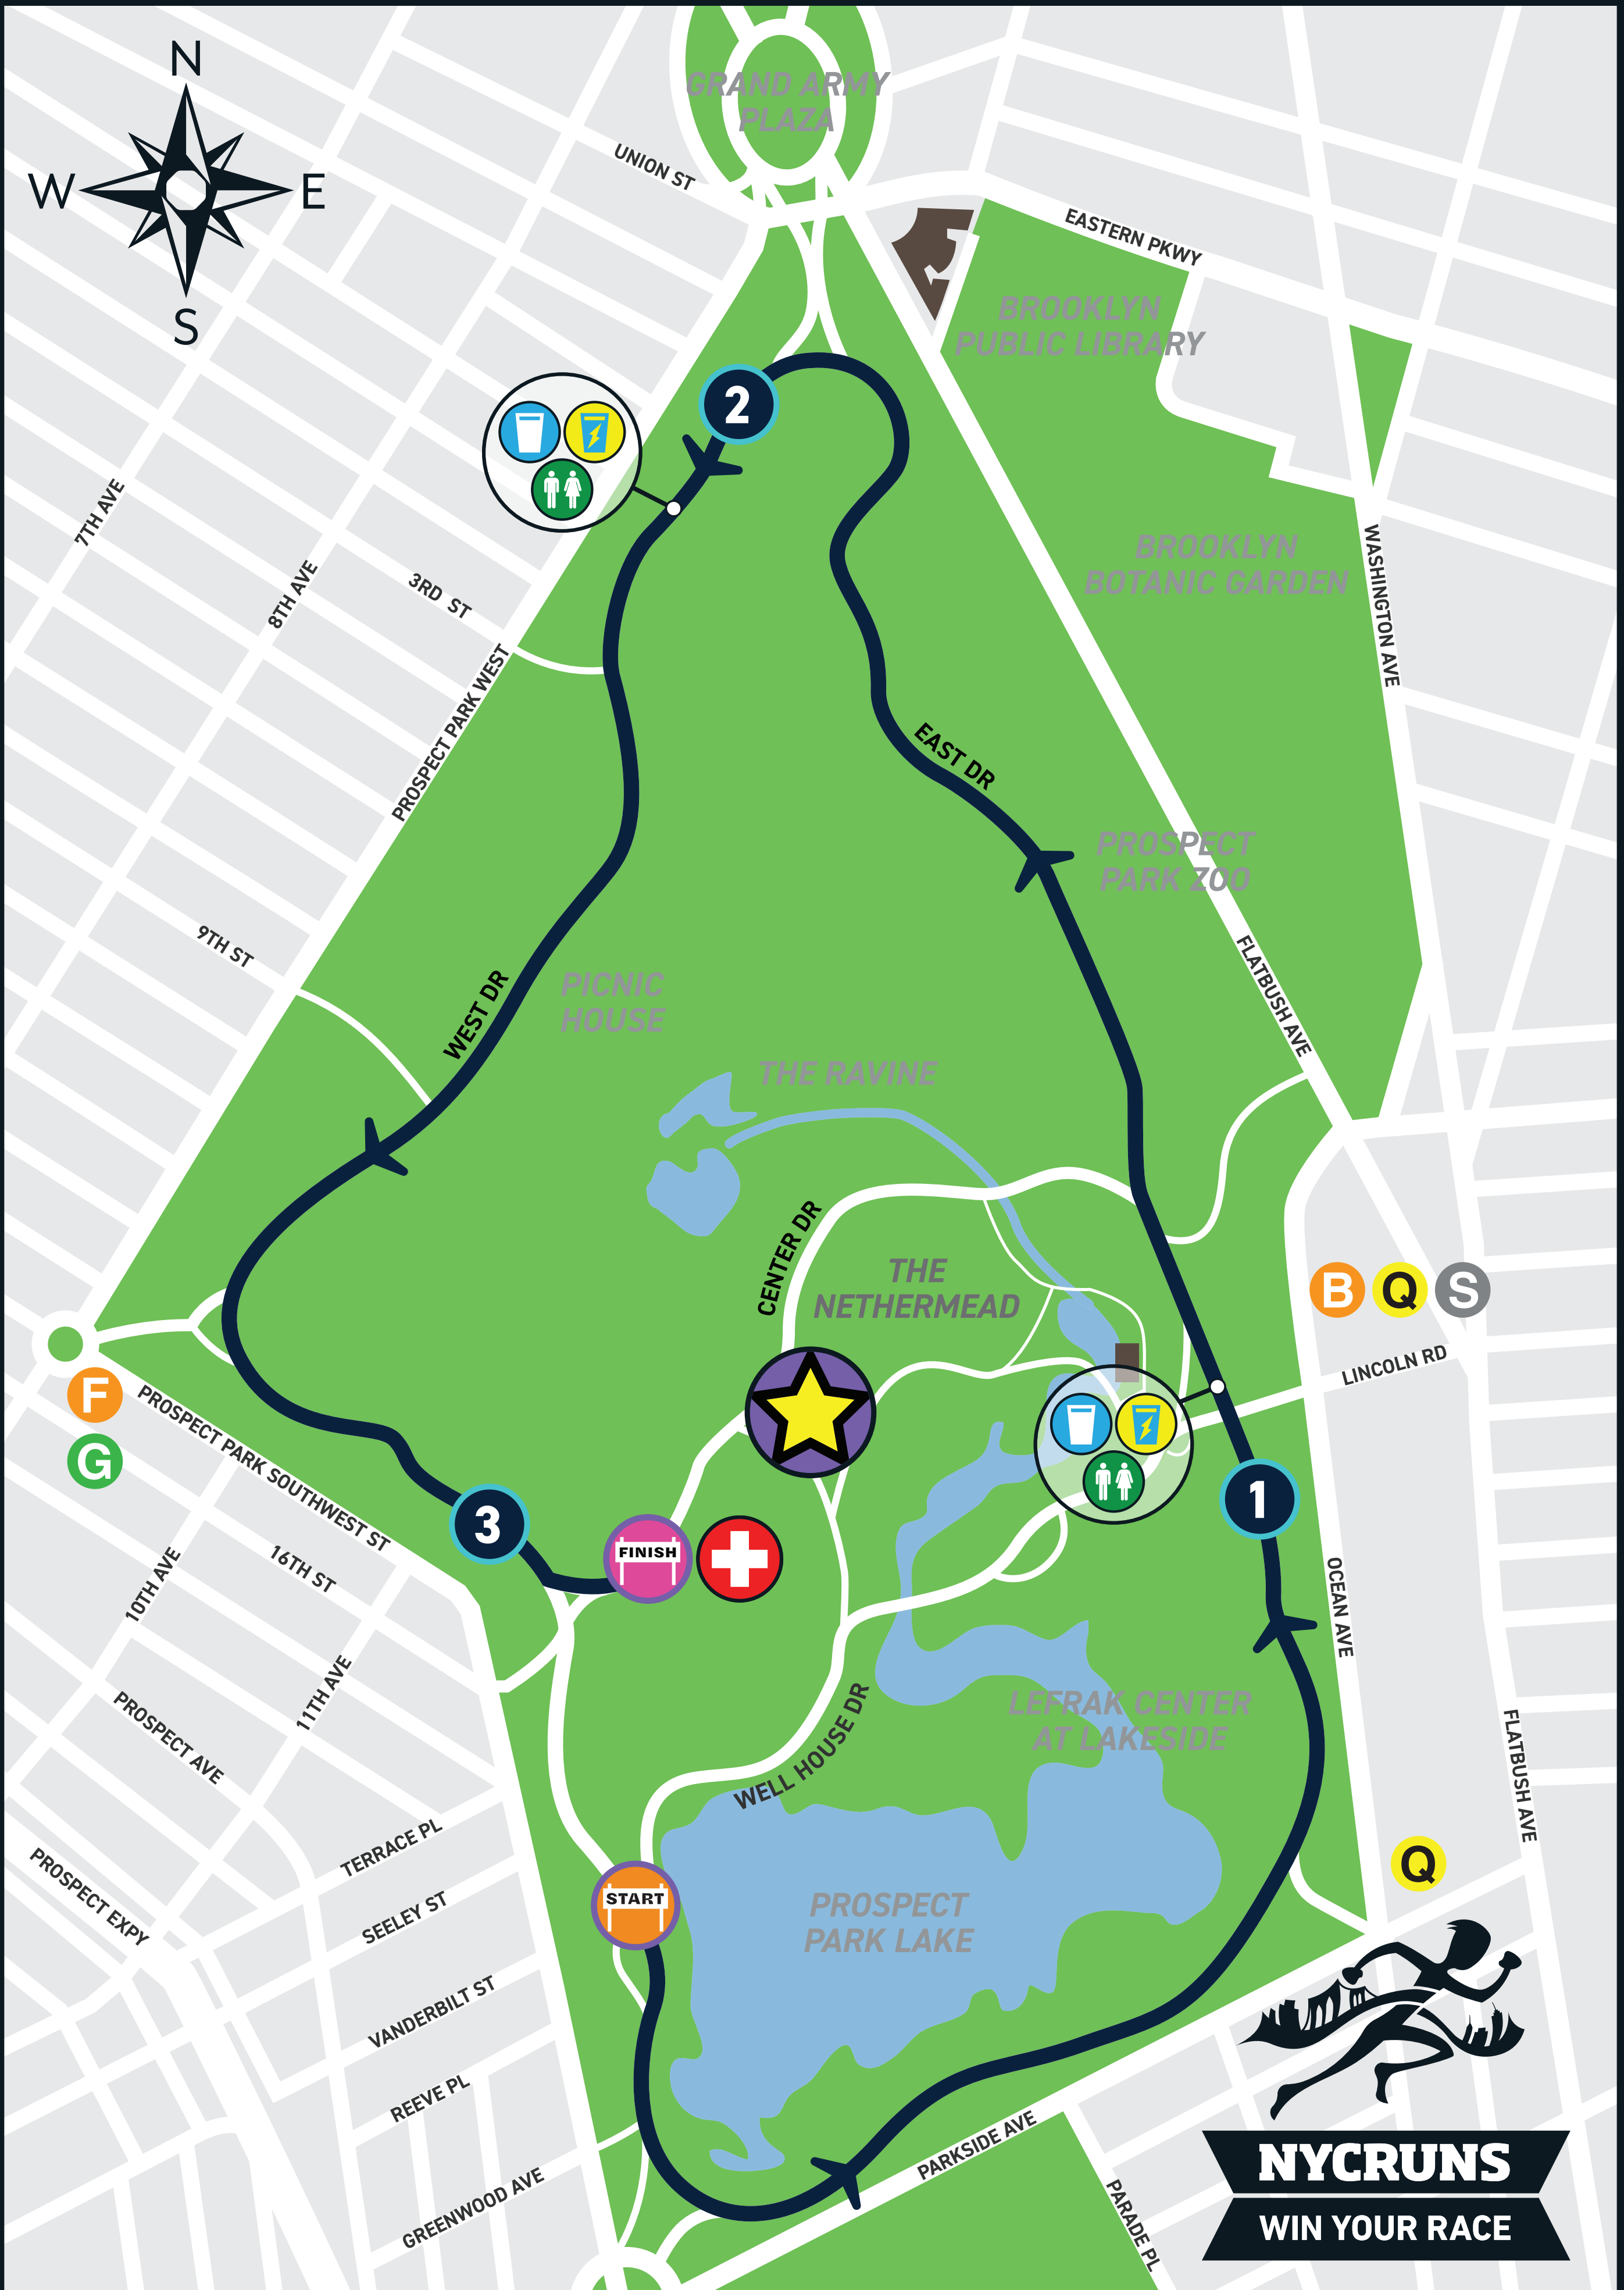 N
W
E
S
GRAND ARMY
PLAZA
UNION ST
EASTERN PKWY
BROOKLYN
PUBLIC LIBRARY
2
7TH AVE
8TH AVE
3RD ST
PROSPECT PARK WEST
BROOKLYN
BOTANIC GARDEN
WASHINGTON AVE
EAST DR
PROSPECT
PARK ZOO
9TH ST
WEST DR
PICNIC
HOUSE
FLATBUSH AVE
THE RAVINE
CENTER DR
THE
NETHERMEAD
B
Q
S
LINCOLN RD
F
G
PROSPECT PARK SOUTHWEST ST
1
3
FINISH
16TH ST
10TH AVE
OCEAN AVE
11TH AVE
PROSPECT AVE
LEFRAK CENTER
AT LAKESIDE
WELL HOUSE DR
FLATBUSH AVE
TERRACE PL
PROSPECT EXPY
SEELEY ST
START
Q
PROSPECT
PARK LAKE
VANDERBILT ST
REEVE PL
GREENWOOD AVE
PARKSIDE AVE
PARADE PL
NYCRUNS
WIN YOUR RACE